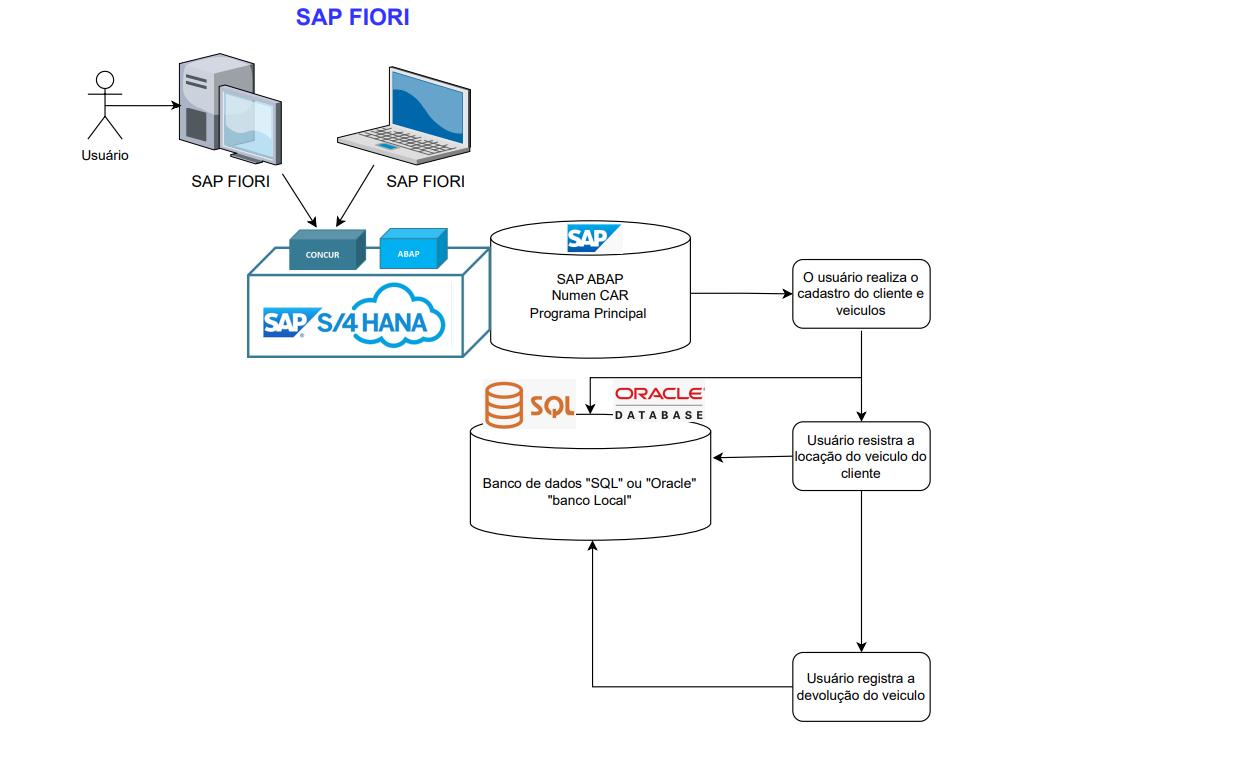 SAP FIORI
Usuário
SAP FIORI
SAP FIORI
CONCUR
ABAP
SAP
S/4 HANA
SAP
SAP ABAP
Numen CAR
Programa Principal
O usuário realiza o
cadastro do cliente e
veiculos
SQL
ORACLE
DATABASE
Usuário resistra a
locação do veiculo do
cliente
Banco de dados "SQL" ou "Oracle"
"banco Local"
Usuário registra a
devolução do veiculo